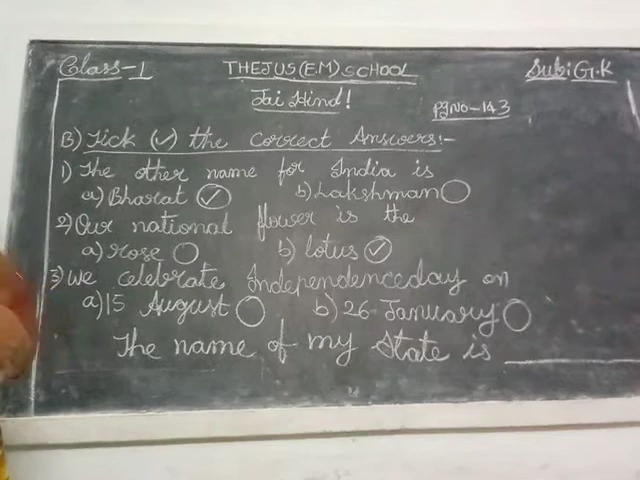 Class-1 THEJUS (E.M) SCHOOL Sub:G.K
Jai Hind!
PgNo-143
B) Tick (✓) the Correct Answers:-
1) The other name for India is
a) Bharat ✓ b) Lakshman
2) Our national flower is the
a) rose b) lotus ✓
3) We celebrate Independenceday on
a) 15 August b) 26 January
The name of my State is ________